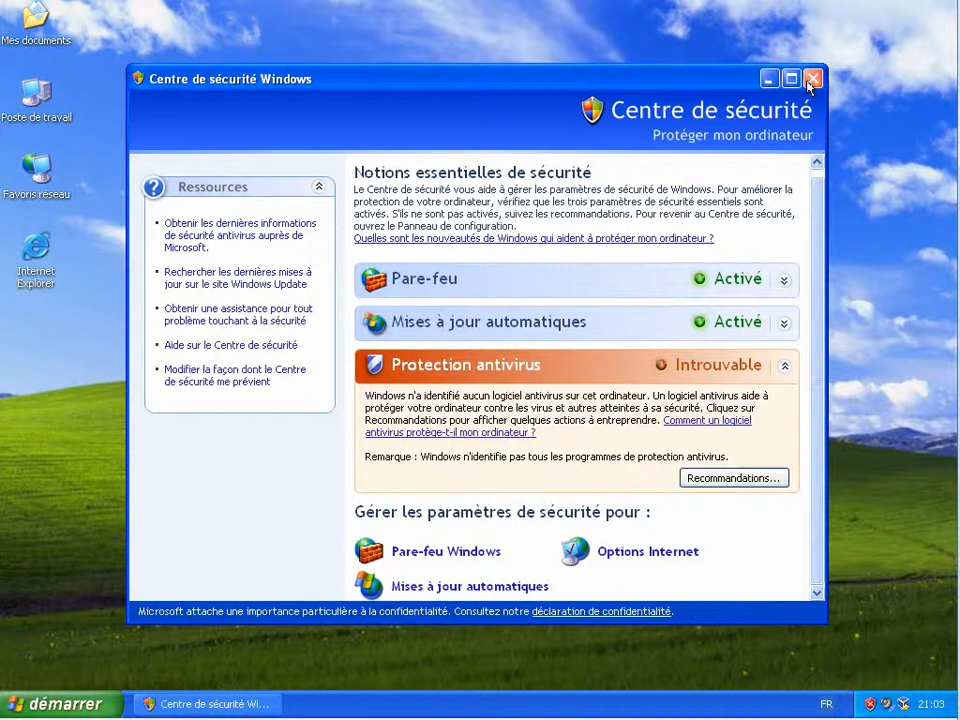 Mes documents
Poste de travail
Favoris réseau
Internet
Explorer
Centre de sécurité Windows
Centre de sécurité
Protéger mon ordinateur
Ressources
Obtenir les dernières informations
de sécurité antivirus auprès de
Microsoft.
Rechercher les dernières mises à
jour sur le site Windows Update
Obtenir une assistance pour tout
problème touchant à la sécurité
Aide sur le Centre de sécurité
Modifier la façon dont le Centre
de sécurité me prévient
Notions essentielles de sécurité
Le Centre de sécurité vous aide à gérer les paramètres de sécurité de Windows. Pour améliorer la
protection de votre ordinateur, vérifiez que les trois paramètres de sécurité essentiels sont
activés. S'ils ne sont pas activés, suivez les recommandations. Pour revenir au Centre de sécurité,
ouvrez le Panneau de configuration.
Quelles sont les nouveautés de Windows qui aident à protéger mon ordinateur ?
Pare-feu Activé
Mises à jour automatiques Activé
Protection antivirus Introuvable
Windows n'a identifié aucun logiciel antivirus sur cet ordinateur. Un logiciel antivirus aide à
protéger votre ordinateur contre les virus et autres atteintes à sa sécurité. Cliquez sur
Recommandations pour afficher quelques actions à entreprendre. Comment un logiciel
antivirus protège-t-il mon ordinateur ?
Remarque : Windows n'identifie pas tous les programmes de protection antivirus.
Recommandations...
Gérer les paramètres de sécurité pour :
Pare-feu Windows
Options Internet
Mises à jour automatiques
Microsoft attache une importance particulière à la confidentialité. Consultez notre déclaration de confidentialité.
démarrer
Centre de sécurité Wi...
FR
21:03